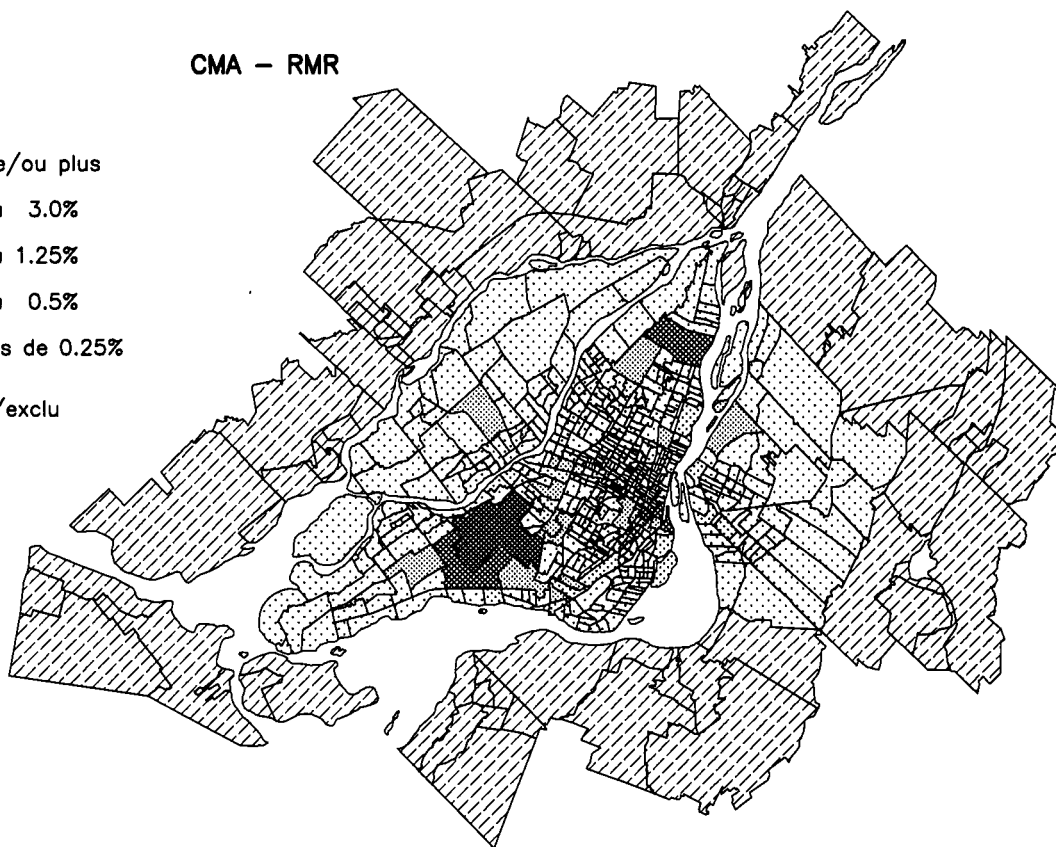 CMA – RMR
e/ou plus
3.0%
1.25%
0.5%
s de 0.25%
/exclu